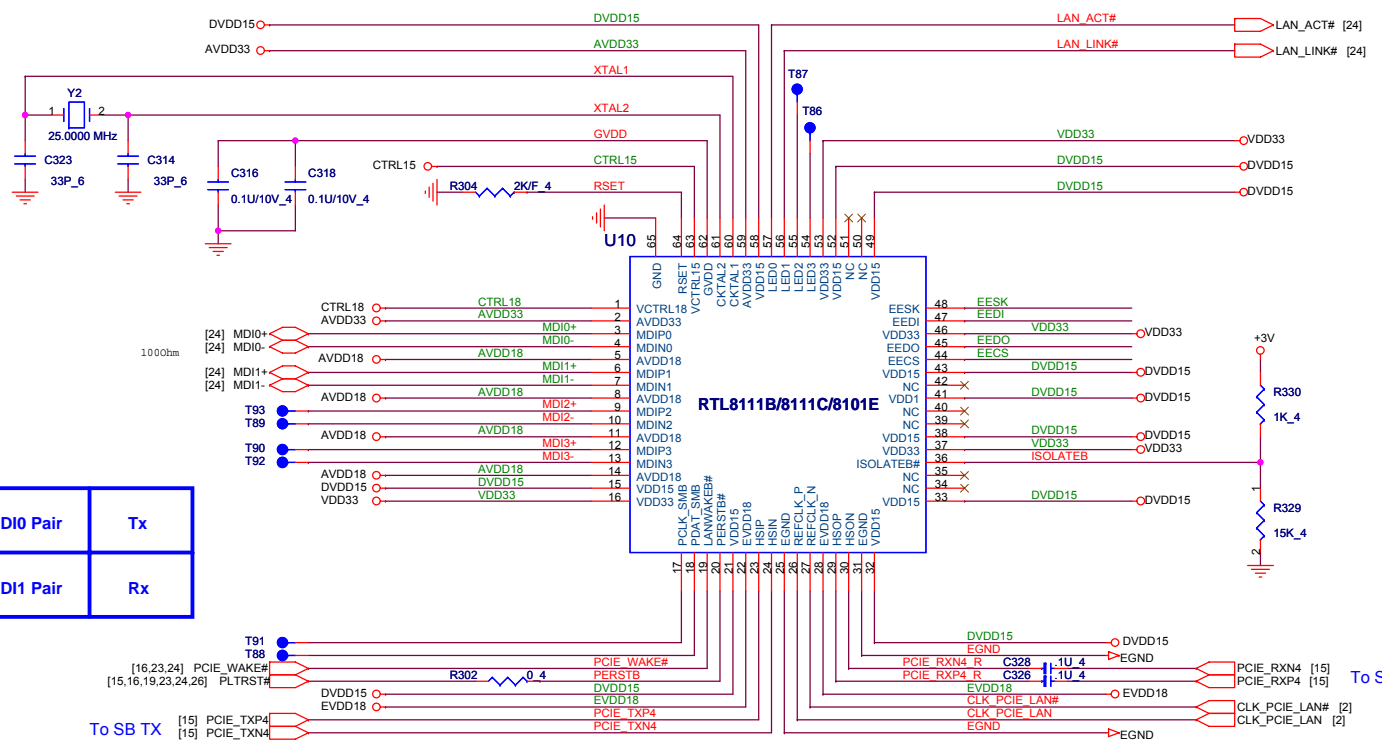 DVDD15 DVDD15 LAN_ACT# LAN_ACT# [24]
AVDD33 AVDD33 LAN_LINK# LAN_LINK# [24]
XTAL1 T87
Y2
1 2 XTAL2 T86
25.0000 MHz
GVDD VDD33 VDD33
C323 C314 CTRL15 CTRL15 DVDD15 DVDD15
33P_6 33P_6 C316 C318
0.1U/10V_4 0.1U/10V_4
R304 2K/F_4 RSET DVDD15 DVDD15
U10
65 64 63 62 61 60 59 58 57 56 55 54 53 52 51 50 49
GND RSET VCTRL15 GVDD CKTAL2 CKTAL1 AVDD33 VDD15 LED0 LED1 LED2 LED3 VDD33 VDD15 NC NC VDD15
RTL8111B/8111C/8101E
CTRL18 CTRL18 1 VCTRL18
AVDD33 AVDD33 2 AVDD33
[24] MDI0+ MDI0+ 3 MDIP0
[24] MDI0- MDI0- 4 MDIN0
100Ohm
AVDD18 AVDD18 5 AVDD18
[24] MDI1+ MDI1+ 6 MDIP1
[24] MDI1- MDI1- 7 MDIN1
AVDD18 AVDD18 8 AVDD18
T93 MDI2+ 9 MDIP2
T89 MDI2- 10 MDIN2
AVDD18 AVDD18 11 AVDD18
T90 MDI3+ 12 MDIP3
T92 MDI3- 13 MDIN3
AVDD18 AVDD18 14 AVDD18
DVDD15 DVDD15 15 VDD15
VDD33 VDD33 16 VDD33
EESK 48 EESK
EEDI 47 EEDI
VDD33 46 VDD33 VDD33
EEDO 45 EEDO
EECS 44 EECS
VDD15 43 DVDD15 DVDD15
NC 42
VDD1 41 DVDD15 DVDD15
NC 40
NC 39
VDD15 38 DVDD15 DVDD15
VDD33 37 VDD33 VDD33
ISOLATEB# 36 ISOLATEB
NC 35
NC 34
VDD15 33 DVDD15 DVDD15
+3V
R330
1K_4
1
R329
15K_4
2
DI0 Pair Tx
DI1 Pair Rx
PCLK_SMB PDAT_SMB LANWAKEB# PERSTB# VDD15 EVDD18 HSIP HSIN EGND REFCLK_P REFCLK_N EVDD18 HSOP HSON EGND VDD15
17 18 19 20 21 22 23 24 25 26 27 28 29 30 31 32
T91 DVDD15 DVDD15
T88 EGND EGND
[16,23,24] PCIE_WAKE# PCIE_WAKE# PCIE_RXN4_R C328 .1U_4 PCIE_RXN4 [15]
[15,16,19,23,24,26] PLTRST# R302 0_4 PERSTB PCIE_RXP4_R C326 .1U_4 PCIE_RXP4 [15] To S
DVDD15 DVDD15 EVDD18 EVDD18
EVDD18 EVDD18 CLK_PCIE_LAN# CLK_PCIE_LAN# [2]
[15] PCIE_TXP4 PCIE_TXP4 CLK_PCIE_LAN CLK_PCIE_LAN [2]
To SB TX [15] PCIE_TXN4 PCIE_TXN4 EGND EGND